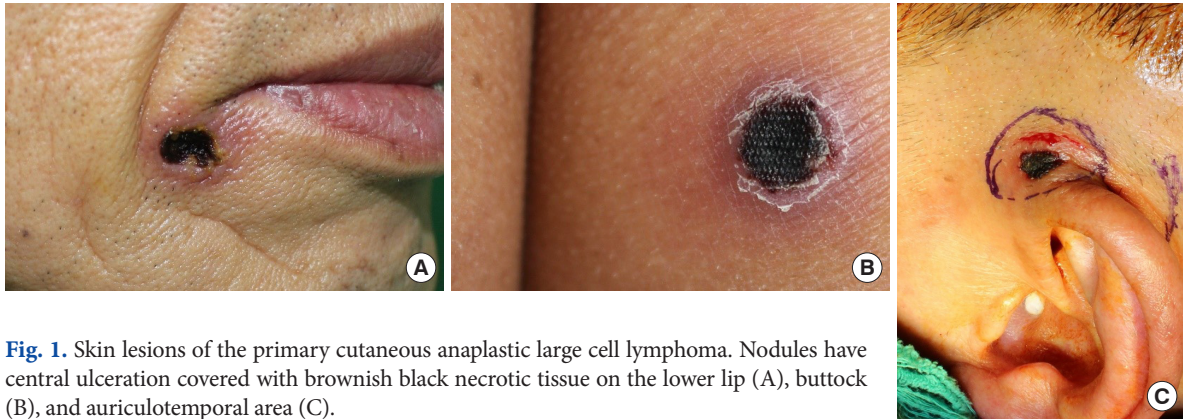 A
B
C
Fig. 1. Skin lesions of the primary cutaneous anaplastic large cell lymphoma. Nodules have
central ulceration covered with brownish black necrotic tissue on the lower lip (A), buttock
(B), and auriculotemporal area (C).